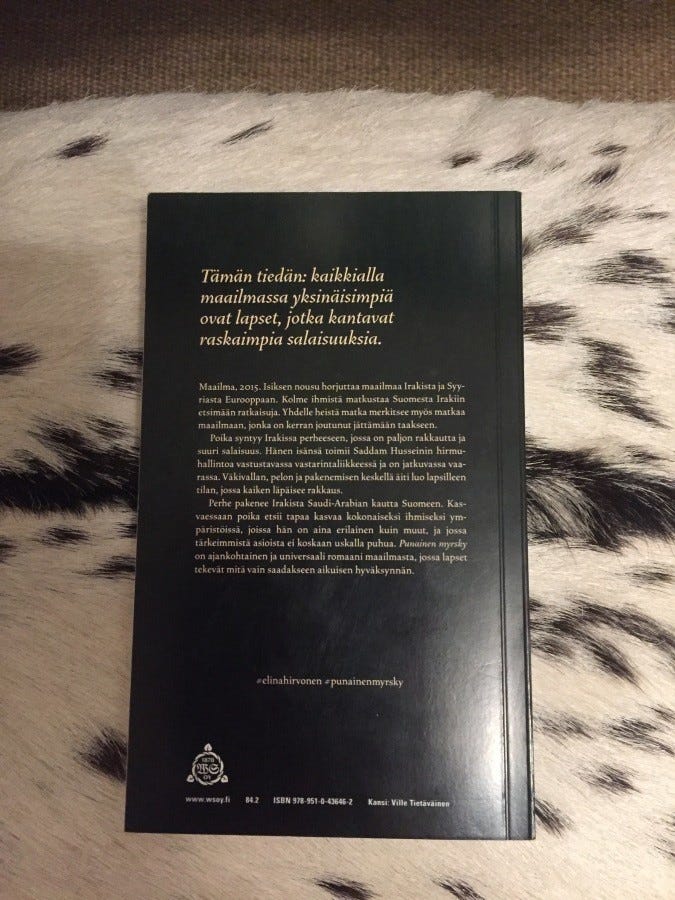 Tämän tiedän: kaikkialla
maailmassa yksinäisimpiä
ovat lapset, jotka kantavat
raskaimpia salaisuuksia.
Maailma, 2015. Isiksen nousu horjuttaa maailmaa Irakista ja Syy-
riasta Eurooppaan. Kolme ihmistä matkustaa Suomesta Irakiin
etsimään ratkaisuja. Yhdelle heistä matka merkitsee myös matkaa
maailmaan, jonka on kerran joutunut jättämään taakseen.
Poika syntyy Irakissa perheeseen, jossa on paljon rakkautta ja
suuri salaisuus. Hänen isänsä toimii Saddam Husseinin hirmu-
hallintoa vastustavassa vastarintaliikkeessä ja on jatkuvassa vaa-
rassa. Väkivallan, pelon ja pakenemisen keskellä äiti luo lapsilleen
tilan, jossa kaiken läpäisee rakkaus.
Perhe pakenee Irakista Saudi-Arabian kautta Suomeen. Kas-
vaessaan poika etsii tapaa kasvaa kokonaiseksi ihmiseksi ym-
päristöissä, joissa hän on aina erilainen kuin muut, ja jossa
tärkeimmistä asioista ei koskaan uskalla puhua. Punainen myrsky
on ajankohtainen ja universaali romaani maailmasta, jossa lapset
tekevät mitä vain saadakseen aikuisen hyväksynnän.
#elinahirvonen #punainenmyrsky
1878
WS
OY
www.wsoy.fi 84.2 ISBN 978-951-0-43646-2 Kansi: Ville Tietäväinen